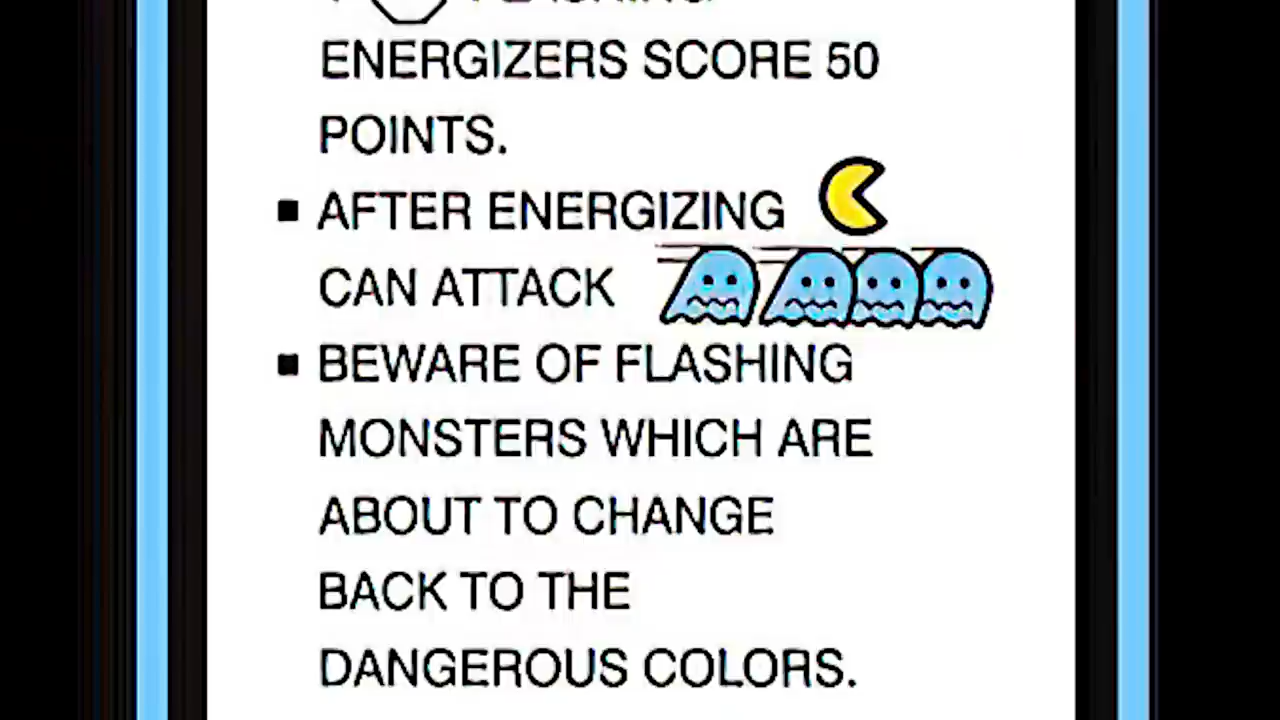 ENERGIZERS SCORE 50
POINTS.
▪ AFTER ENERGIZING
CAN ATTACK
▪ BEWARE OF FLASHING
MONSTERS WHICH ARE
ABOUT TO CHANGE
BACK TO THE
DANGEROUS COLORS.